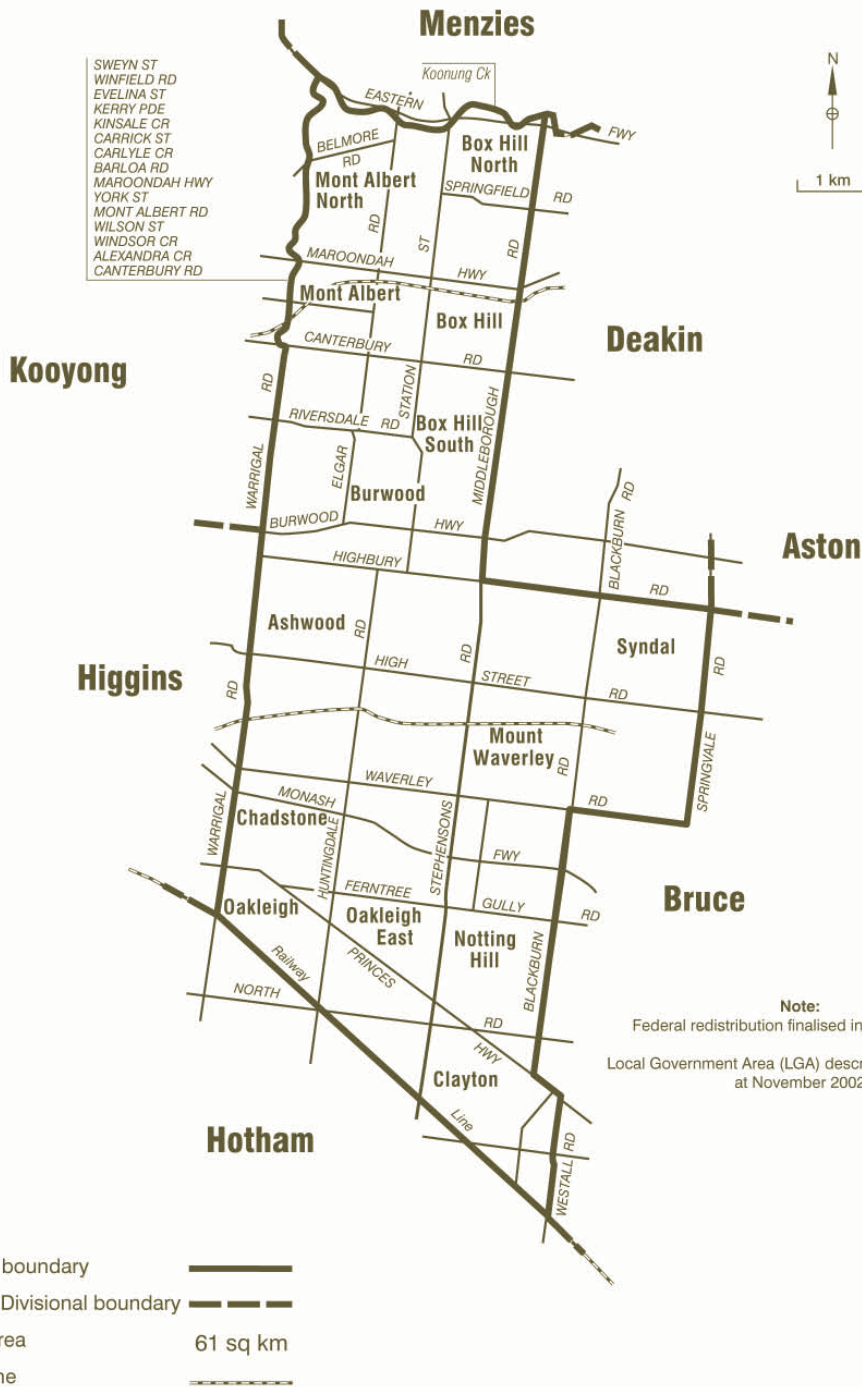 Menzies
SWEYN ST
WINFIELD RD
EVELINA ST
KERRY PDE
KINSALE CR
CARRICK ST
CARLYLE CR
BARLOA RD
MAROONDAH HWY
YORK ST
MONT ALBERT RD
WILSON ST
WINDSOR CR
ALEXANDRA CR
CANTERBURY RD
Koonung Ck
N
1 km
EASTERN
FWY
BELMORE
RD
Box Hill
North
Mont Albert
North
SPRINGFIELD
RD
RD
ST
RD
MAROONDAH
HWY
Mont Albert
Box Hill
Deakin
Kooyong
CANTERBURY
RD
RD
STATION
MIDDLEBOROUGH
RIVERSDALE RD
Box Hill
South
WARRIGAL
ELGAR
Burwood
BURWOOD
HWY
BLACKBURN
RD
Aston
HIGHBURY
RD
Ashwood
RD
RD
Syndal
RD
Higgins
HIGH
STREET
RD
RD
Mount
Waverley
RD
SPRINGVALE
WAVERLEY
RD
WARRIGAL
MONASH
Chadstone
HUNTINGDALE
STEPHENSONS
FWY
FERNTREE
GULLY
RD
Bruce
Oakleigh
Oakleigh
East
Notting
Hill
Railway
PRINCES
BLACKBURN
NORTH
RD
HWY
Note:
Federal redistribution finalised in
Local Government Area (LGA)
at November 2002
Clayton
Hotham
Line
RD
WESTALL
boundary
Divisional boundary
61 sq km